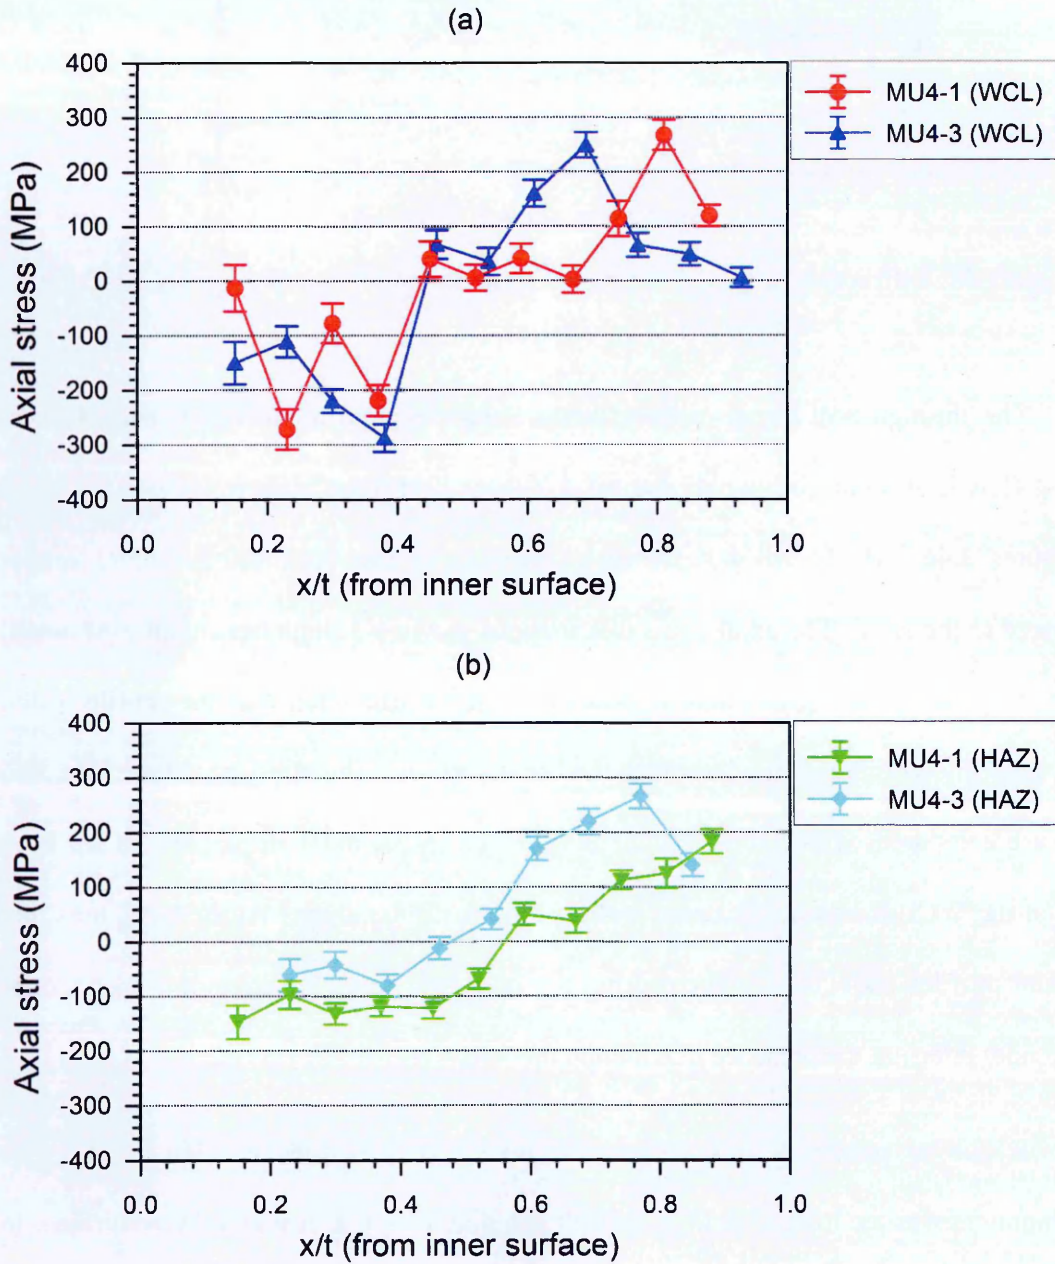 (a)
400
300
200
100
0
-100
-200
-300
-400
Axial stress (MPa)
0.0 0.2 0.4 0.6 0.8 1.0
x/t (from inner surface)
MU4-1 (WCL)
MU4-3 (WCL)
(b)
400
300
200
100
0
-100
-200
-300
-400
Axial stress (MPa)
0.0 0.2 0.4 0.6 0.8 1.0
x/t (from inner surface)
MU4-1 (HAZ)
MU4-3 (HAZ)